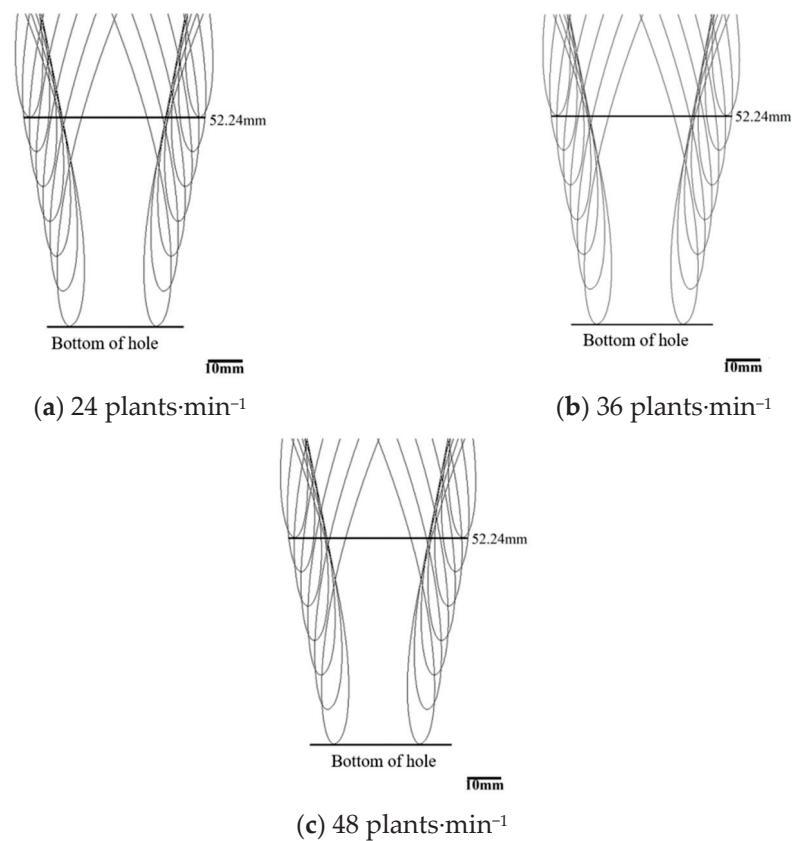 52.24mm
52.24mm
Bottom of hole
Bottom of hole
10mm
10mm
(a) 24 plants·min⁻¹
(b) 36 plants·min⁻¹
52.24mm
Bottom of hole
10mm
(c) 48 plants·min⁻¹